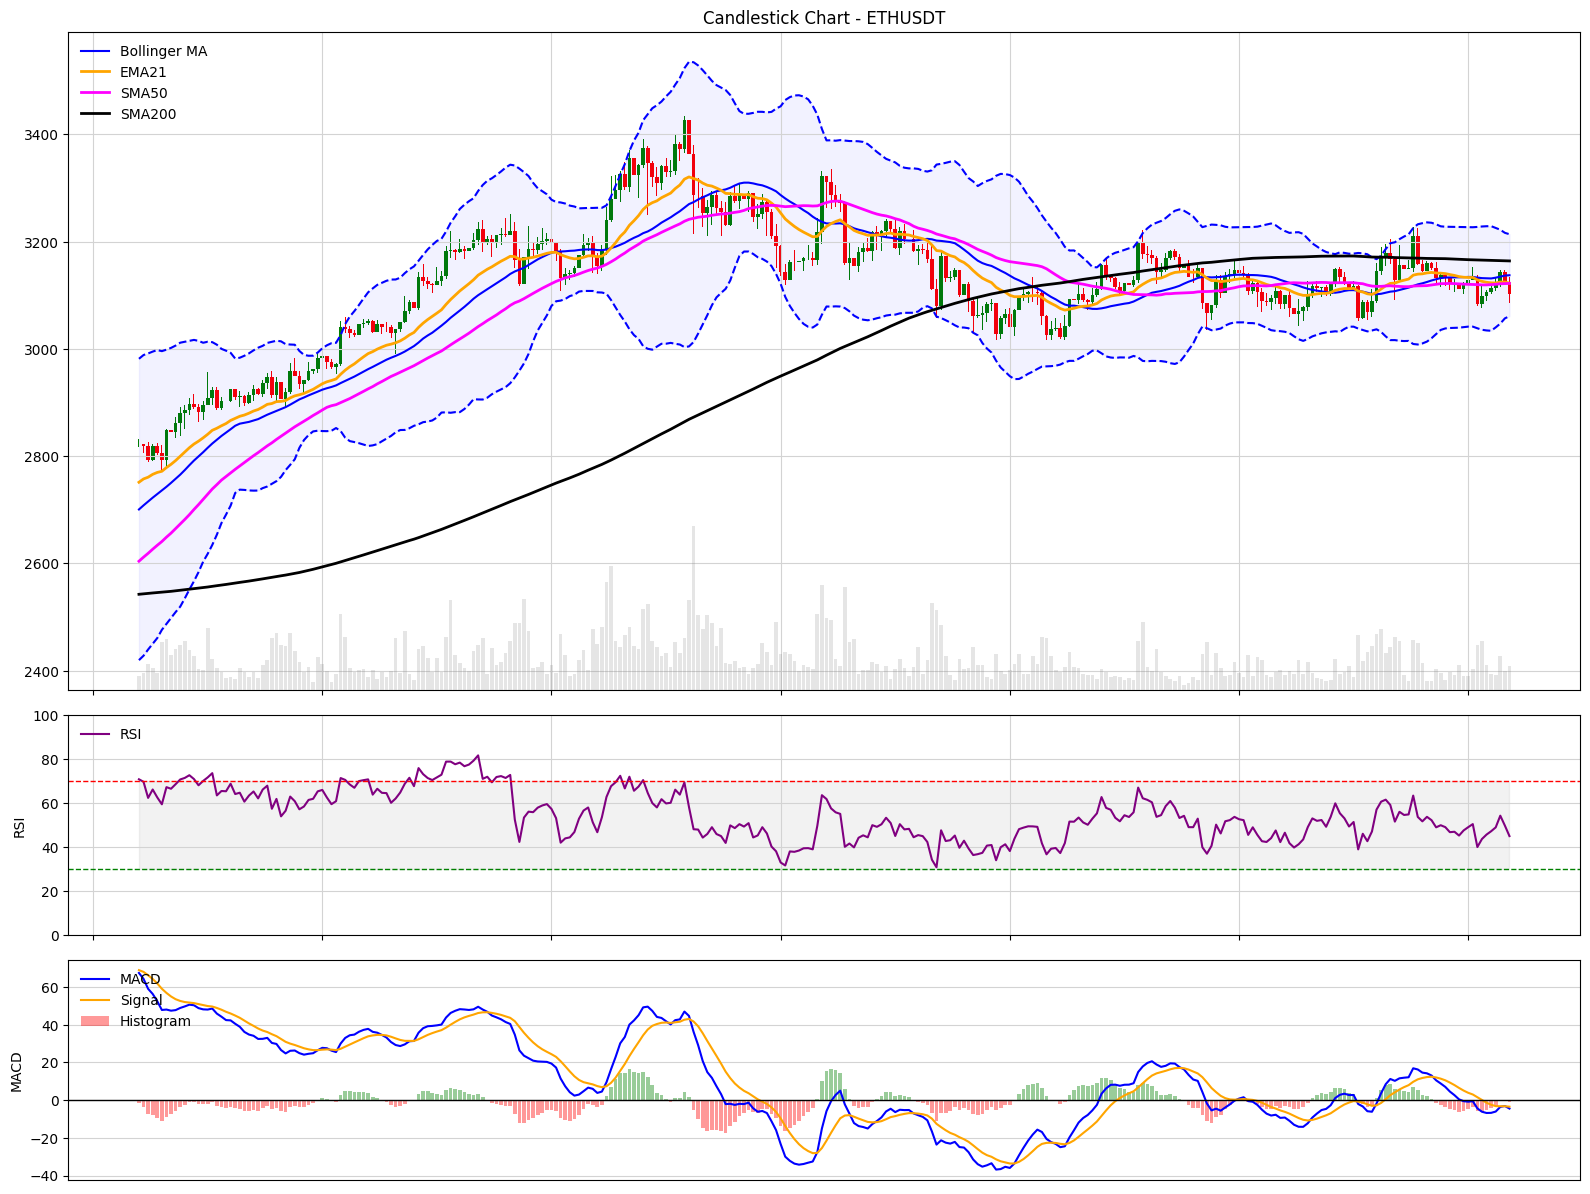 Candlestick Chart - ETHUSDT
Bollinger MA
EMA21
SMA50
SMA200
3400
3200
3000
2800
2600
2400
100
RSI
80
60
40
20
0
RSI
MACD
Signal
Histogram
60
40
20
0
−20
−40
MACD